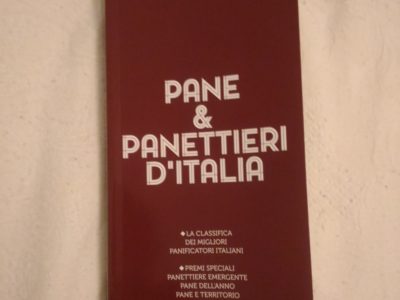 PANE
&
PANETTIERI
D'ITALIA
◆ LA CLASSIFICA
DEI MIGLIORI
PANIFICATORI ITALIANI
◆ PREMI SPECIALI
PANETTIERE EMERGENTE
PANE DELL'ANNO
PANE E TERRITORIO